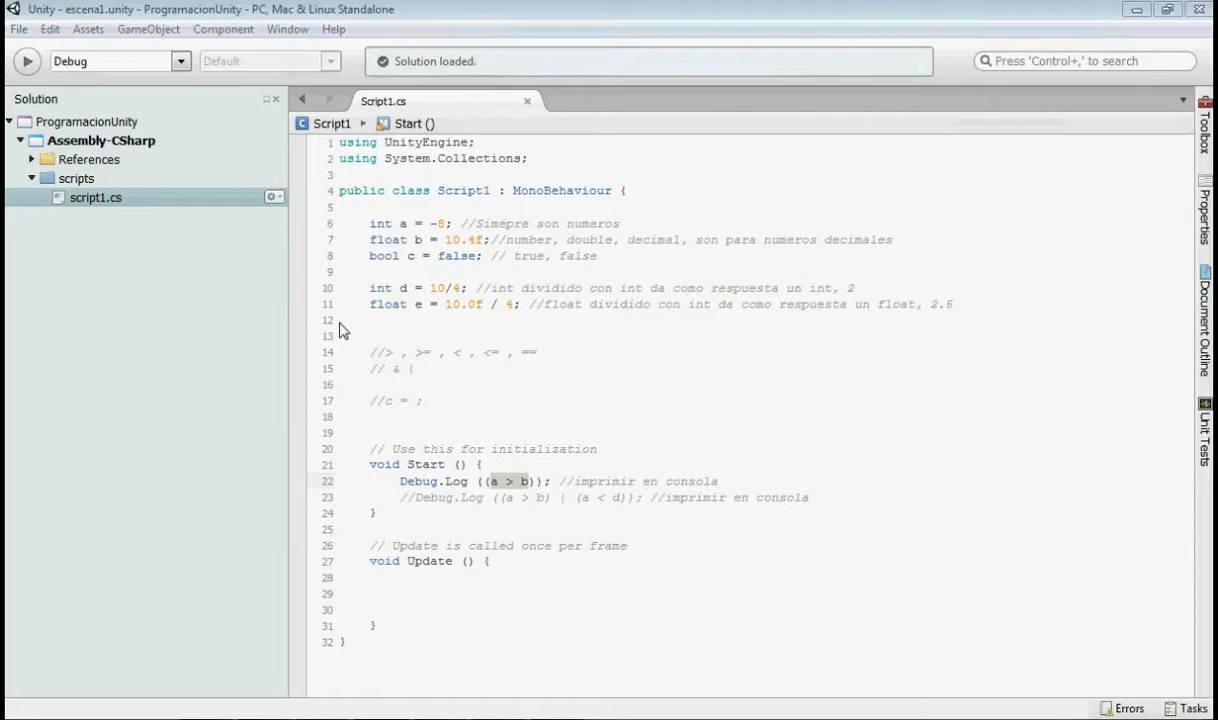 Unity - escena1.unity - ProgramacionUnity - PC, Mac & Linux Standalone
File Edit Assets GameObject Component Window Help
Debug Default Solution loaded. Press 'Control+,' to search
Solution
Script1.cs
Script1 Start ()
ProgramacionUnity
Assembly-CSharp
References
scripts
script1.cs
1 using UnityEngine;
2 using System.Collections;
3
4 public class Script1 : MonoBehaviour {
5
6 int a = -8; //Simepre son numeros
7 float b = 10.4f;//number, double, decimal, son para numeros decimales
8 bool c = false; // true, false
9
10 int d = 10/4; //int dividido con int da como respuesta un int, 2
11 float e = 10.0f / 4; //float dividido con int da como respuesta un float, 2.5
12
13
14 //> , >= , < , <= , ==
15 // & |
16
17 //c = ;
18
19
20 // Use this for initialization
21 void Start () {
22 Debug.Log ((a > b)); //imprimir en consola
23 //Debug.Log ((a > b) | (a < d)); //imprimir en consola
24 }
25
26 // Update is called once per frame
27 void Update () {
28
29
30
31 }
32 }
Toolbox
Properties
Document Outline
Unit Tests
Errors Tasks